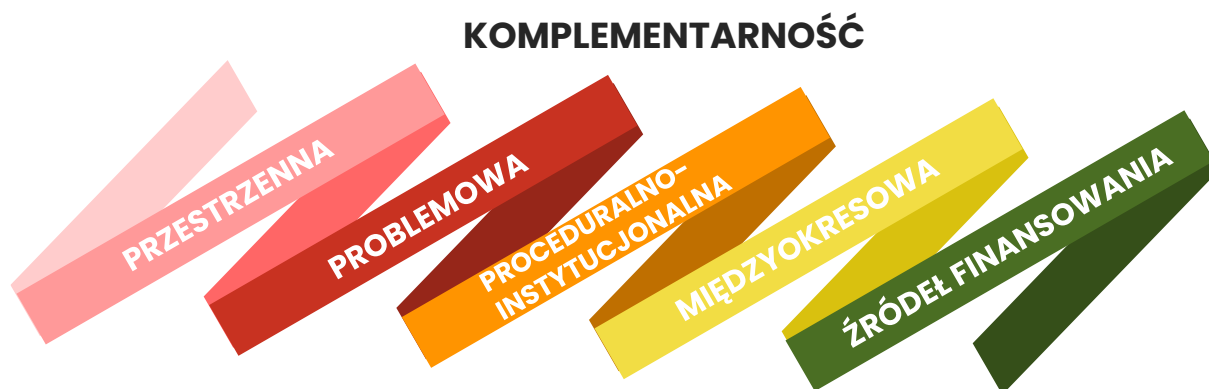 KOMPLEMENTARNOŚĆ
PRZESTRZENNA
PROBLEMOWA
PROCEDURALNO-
INSTYTUCJONALNA
MIĘDZYOKRESOWA
ŹRÓDEŁ FINANSOWANIA